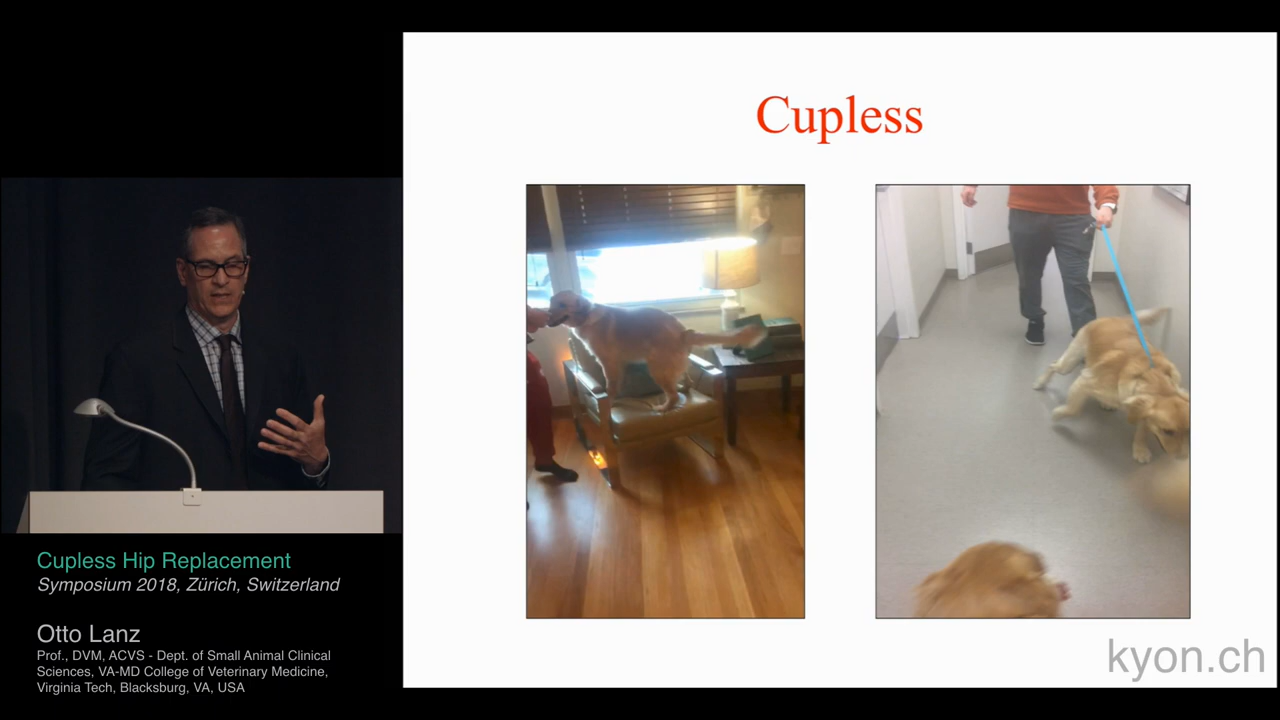 Cupless
Cupless Hip Replacement
Symposium 2018, Zürich, Switzerland
Otto Lanz
Prof., DVM, ACVS - Dept. of Small Animal Clinical
Sciences, VA-MD College of Veterinary Medicine,
Virginia Tech, Blacksburg, VA, USA
kyon.ch